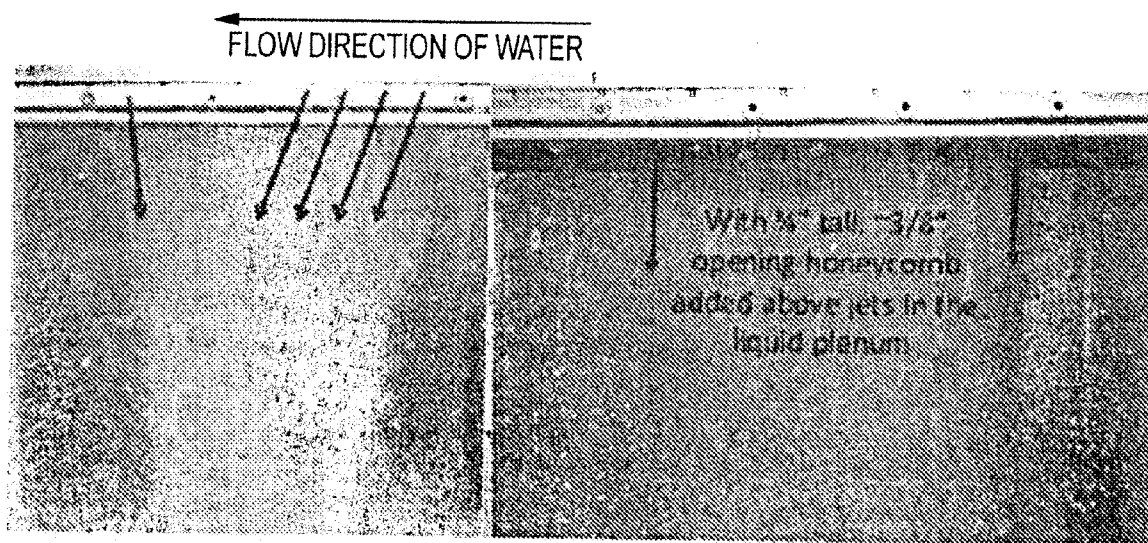 FLOW DIRECTION OF WATER
With ¾" tall, ~3/8"
opening honeycomb
added above jets in the
liquid plenum